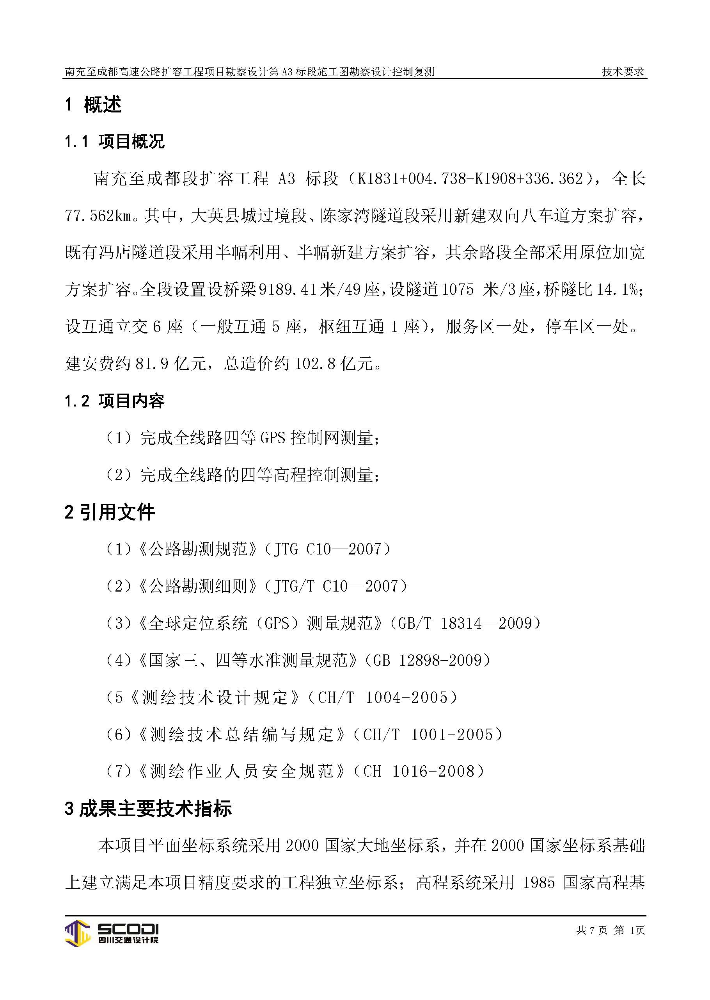 南充至成都高速公路扩容工程项目勘察设计第 A3 标段施工图勘察设计控制复测 技术要求
1 概述
1.1 项目概况
南充至成都段扩容工程 A3 标段（K1831+004.738-K1908+336.362），全长
77.562km。其中，大英县城过境段、陈家湾隧道段采用新建双向八车道方案扩容，
既有冯店隧道段采用半幅利用、半幅新建方案扩容，其余路段全部采用原位加宽
方案扩容。全段设置设桥梁9189.41米/49座，设隧道1075 米/3座，桥隧比14.1%；
设互通立交 6 座（一般互通 5 座，枢纽互通 1 座），服务区一处，停车区一处。
建安费约 81.9 亿元，总造价约 102.8 亿元。
1.2 项目内容
（1）完成全线路四等 GPS 控制网测量；
（2）完成全线路的四等高程控制测量；
2 引用文件
（1）《公路勘测规范》（JTG C10—2007）
（2）《公路勘测细则》（JTG/T C10—2007）
（3）《全球定位系统（GPS）测量规范》（GB/T 18314—2009）
（4）《国家三、四等水准测量规范》（GB 12898-2009）
（5《测绘技术设计规定》（CH/T 1004-2005）
（6）《测绘技术总结编写规定》（CH/T 1001-2005）
（7）《测绘作业人员安全规范》（CH 1016-2008）
3 成果主要技术指标
本项目平面坐标系统采用 2000 国家大地坐标系，并在 2000 国家坐标系基础
上建立满足本项目精度要求的工程独立坐标系；高程系统采用 1985 国家高程基
SCODI
四川交通设计院
共 7 页 第 1页